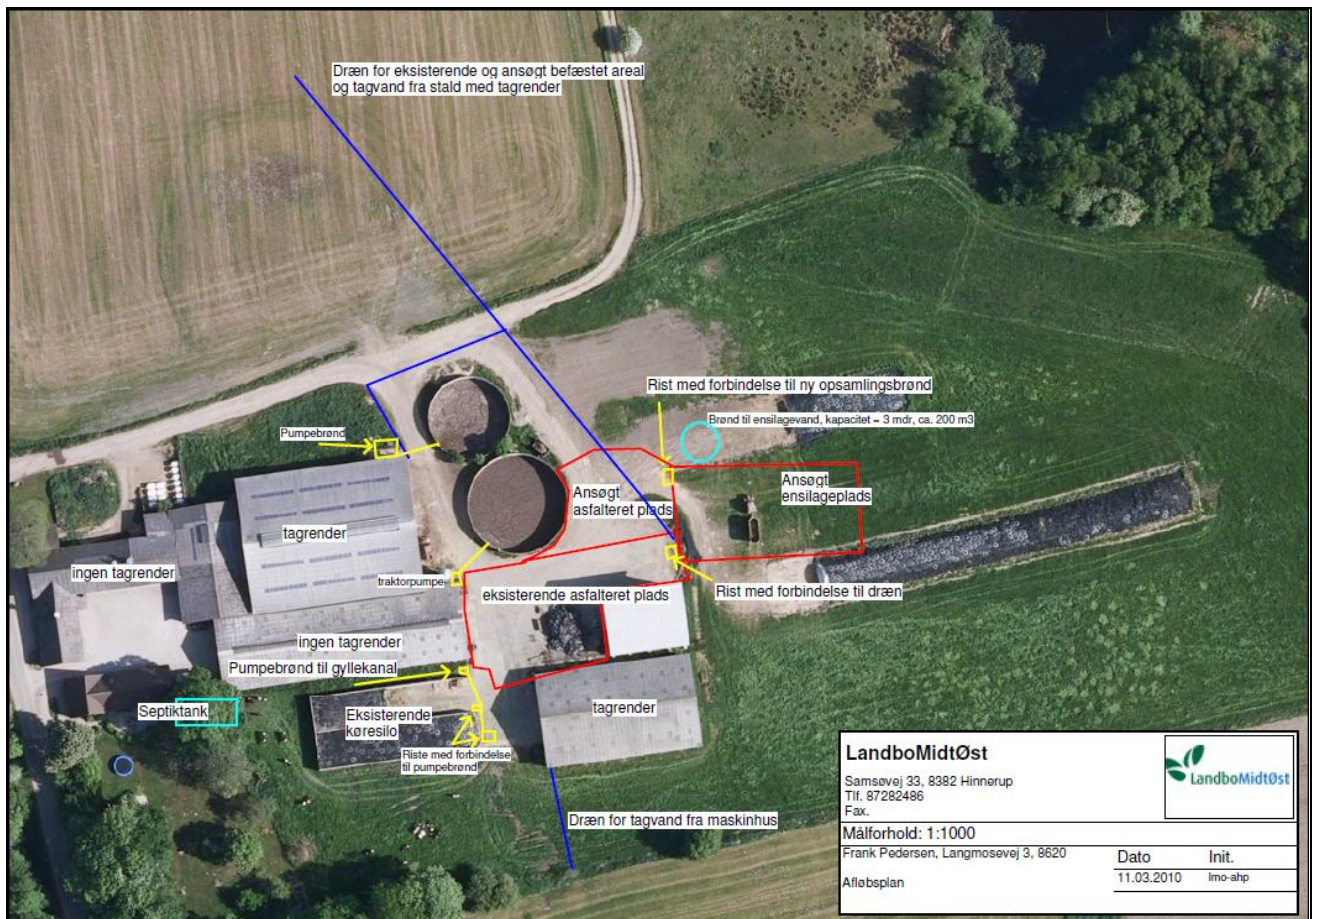 Dræn for eksisterende og ansøgt befæstet areal
og tagvand fra stald med tagrender
Rist med forbindelse til ny opsamlingsbrønd
Brønd til ensilagevand, kapacitet = 3 mdr, ca. 200 m3
Pumpebrønd
Ansøgt
ensilageplads
Ansøgt
asfalteret plads
tagrender
ingen tagrender
traktorpumpe
eksisterende asfalteret plads
Rist med forbindelse til dræn
ingen tagrender
Pumpebrønd til gyllekanal
Septiktank
Eksisterende
køresilo
tagrender
Riste med forbindelse
til pumpebrønd
Dræn for tagvand fra maskinhus
LandboMidtØst
Samsøvej 33, 8382 Hinnerup
Tlf. 87282486
Fax.
LandboMidtØst
Målforhold: 1:1000
Frank Pedersen, Langmosevej 3, 8620
Afløbsplan
Dato Init.
11.03.2010 lmo-ahp